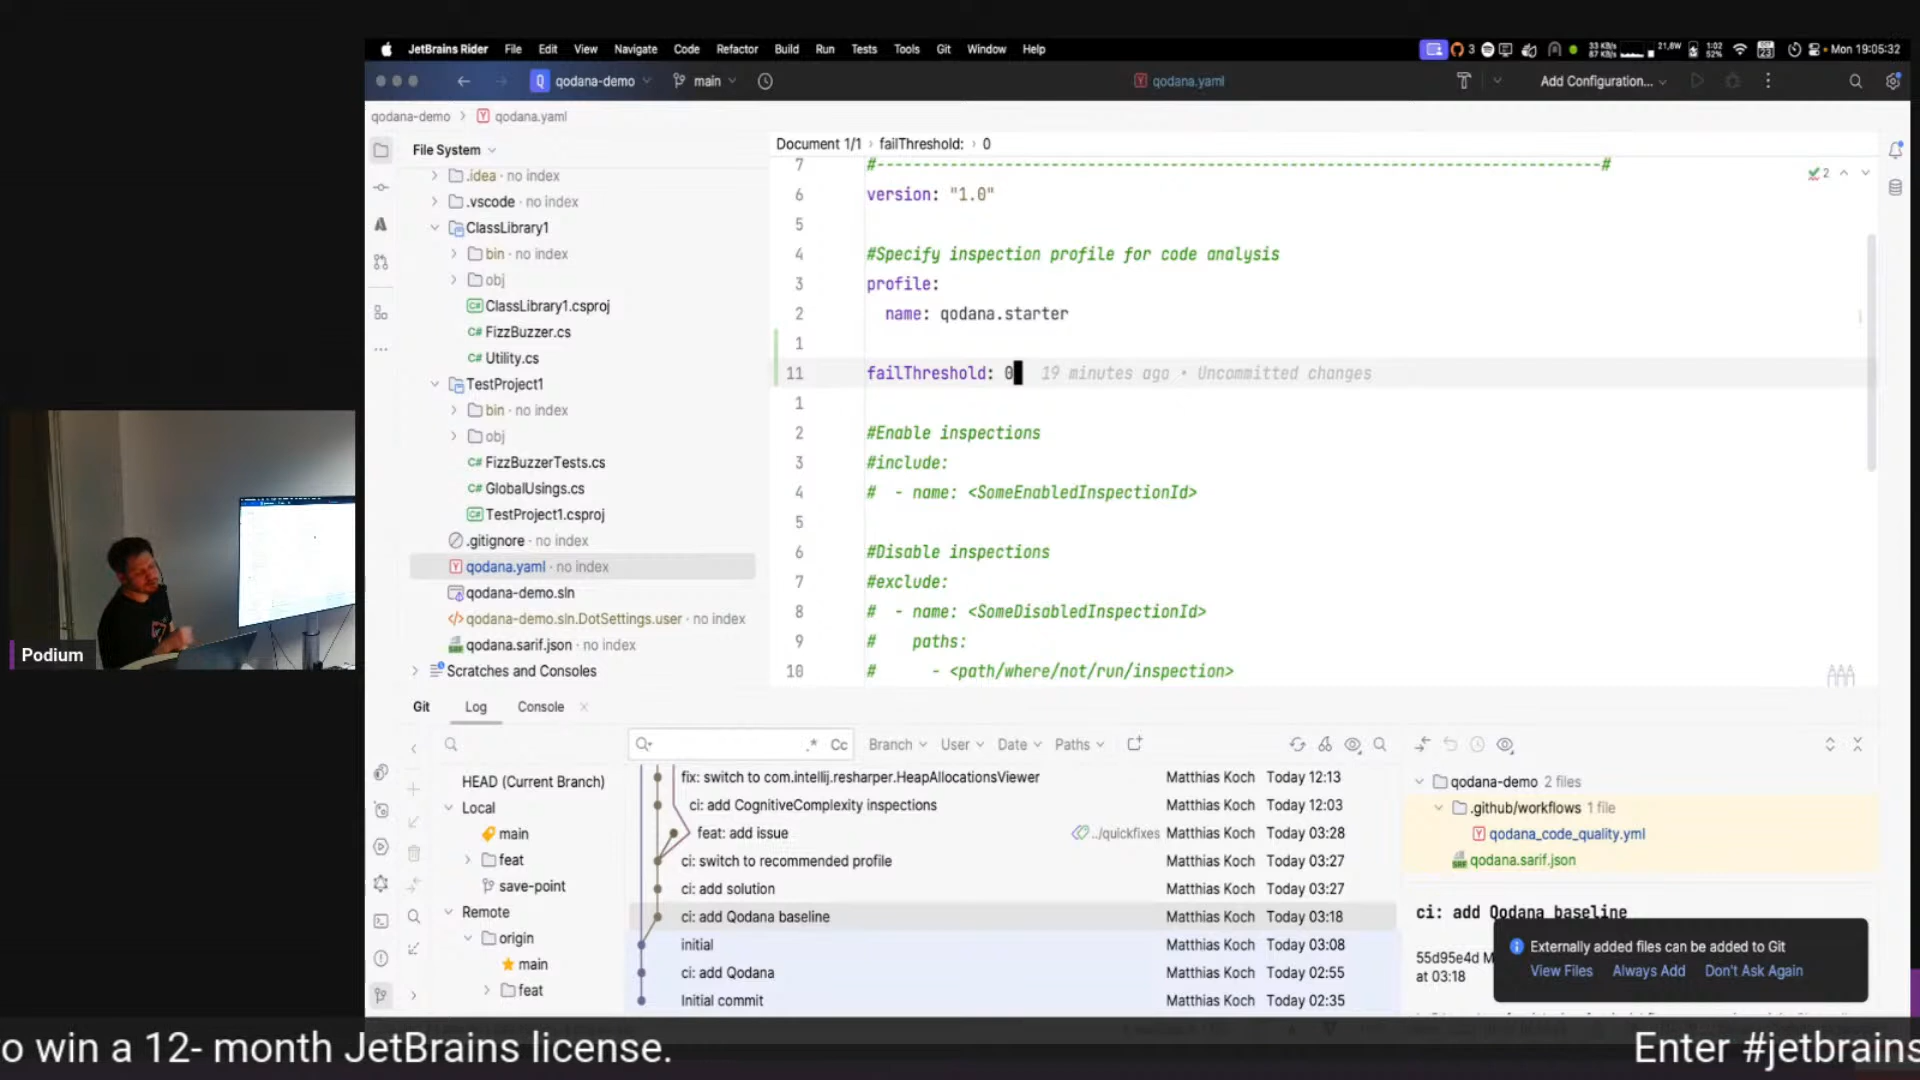 JetBrains Rider File Edit View Navigate Code Refactor Build Run Tests Tools Git Window Help
3 33 KB/s 87 KB/s 21,8W 1:02 52% 23 Mon 19:05:32
Q qodana-demo main qodana.yaml Add Configuration...
qodana-demo > qodana.yaml
File System
.idea · no index
.vscode · no index
ClassLibrary1
bin · no index
obj
ClassLibrary1.csproj
C# FizzBuzzer.cs
C# Utility.cs
TestProject1
bin · no index
obj
C# FizzBuzzerTests.cs
C# GlobalUsings.cs
TestProject1.csproj
.gitignore · no index
qodana.yaml · no index
qodana-demo.sln
qodana-demo.sln.DotSettings.user · no index
qodana.sarif.json · no index
Scratches and Consoles
Document 1/1 › failThreshold: › 0
2
7 #-------------------------------------------------------------------------------#
6 version: "1.0"
5
4 #Specify inspection profile for code analysis
3 profile:
2 name: qodana.starter
1
11 failThreshold: 0 19 minutes ago • Uncommitted changes
1
2 #Enable inspections
3 #include:
4 # - name: <SomeEnabledInspectionId>
5
6 #Disable inspections
7 #exclude:
8 # - name: <SomeDisabledInspectionId>
9 # paths:
10 # - <path/where/not/run/inspection>
Podium
Git Log Console
.* Cc Branch User Date Paths
HEAD (Current Branch)
Local
main
feat
save-point
Remote
origin
main
feat
fix: switch to com.intellij.resharper.HeapAllocationsViewer Matthias Koch Today 12:13
ci: add CognitiveComplexity inspections Matthias Koch Today 12:03
feat: add issue ../quickfixes Matthias Koch Today 03:28
ci: switch to recommended profile Matthias Koch Today 03:27
ci: add solution Matthias Koch Today 03:27
ci: add Qodana baseline Matthias Koch Today 03:18
initial Matthias Koch Today 03:08
ci: add Qodana Matthias Koch Today 02:55
Initial commit Matthias Koch Today 02:35
qodana-demo 2 files
.github/workflows 1 file
qodana_code_quality.yml
qodana.sarif.json
ci: add Qodana baseline
55d95e4d M
at 03:18
Externally added files can be added to Git
View Files Always Add Don't Ask Again
o win a 12- month JetBrains license. Enter #jetbrains